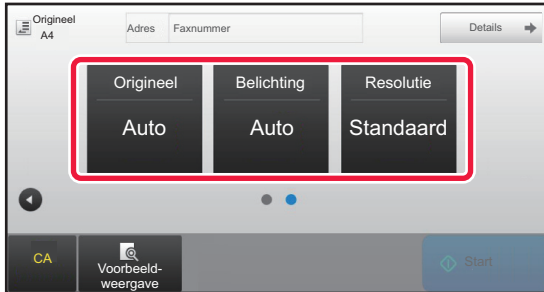 Origineel
A4
Adres
Faxnummer
Details
Origineel
Belichting
Resolutie
Auto
Auto
Standaard
CA
Voorbeeld-
weergave
Start